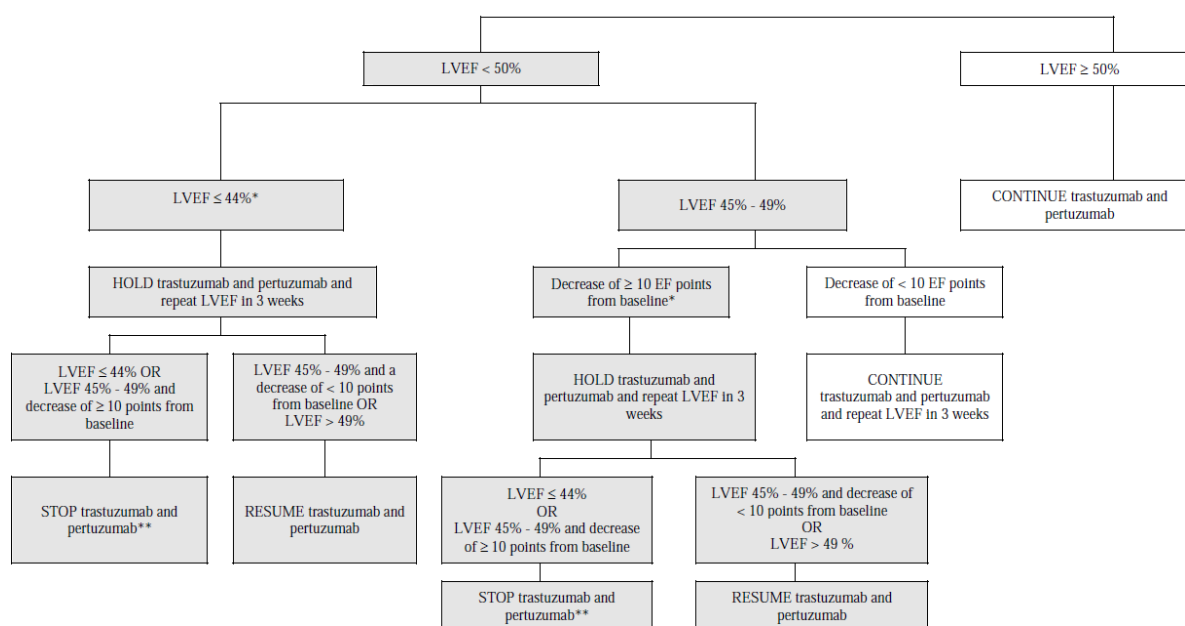 LVEF < 50%
LVEF ≥ 50%
LVEF ≤ 44%*
LVEF 45% - 49%
CONTINUE trastuzumab and
pertuzumab
HOLD trastuzumab and pertuzumab and
repeat LVEF in 3 weeks
Decrease of ≥ 10 EF points
from baseline*
Decrease of < 10 EF points
from baseline
LVEF ≤ 44% OR
LVEF 45% - 49% and
decrease of ≥ 10 points from
baseline
LVEF 45% - 49% and a
decrease of < 10 points
from baseline OR
LVEF > 49%
HOLD trastuzumab and
pertuzumab and repeat LVEF in 3
weeks
CONTINUE
trastuzumab and pertuzumab
and repeat LVEF in 3 weeks
STOP trastuzumab and
pertuzumab**
RESUME trastuzumab and
pertuzumab
LVEF ≤ 44%
OR
LVEF 45% - 49% and decrease
of ≥ 10 points from baseline
LVEF 45% - 49% and decrease of
< 10 points from baseline
OR
LVEF > 49 %
STOP trastuzumab and
pertuzumab**
RESUME trastuzumab and
pertuzumab